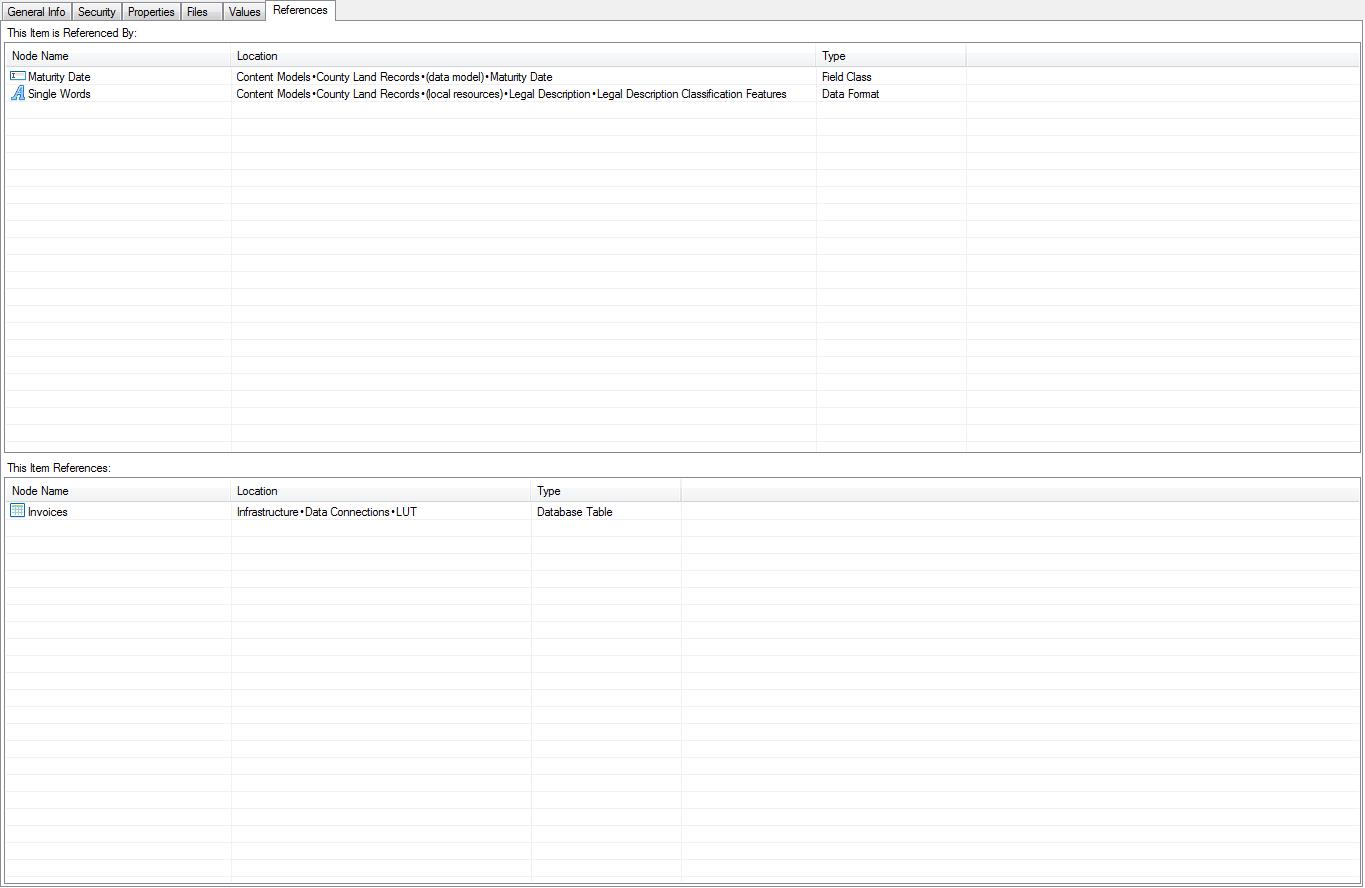 General Info Security Properties Files Values References
This Item is Referenced By:
Node Name Location Type
Maturity Date Content Models•County Land Records•(data model)•Maturity Date Field Class
Single Words Content Models•County Land Records•(local resources)•Legal Description•Legal Description Classification Features Data Format
This Item References:
Node Name Location Type
Invoices Infrastructure•Data Connections•LUT Database Table